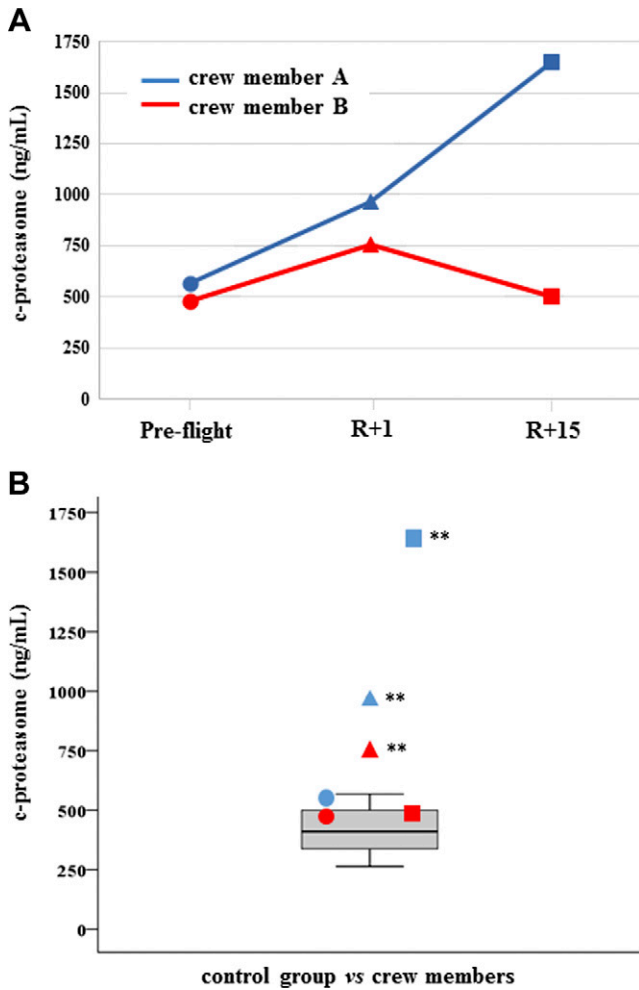 A
c-proteasome (ng/mL)
1750
1500
1250
1000
750
500
250
0
crew member A
crew member B
Pre-flight R+1 R+15
B
c-proteasome (ng/mL)
1750
1500
1250
1000
750
500
250
0
**
**
**
control group vs crew members